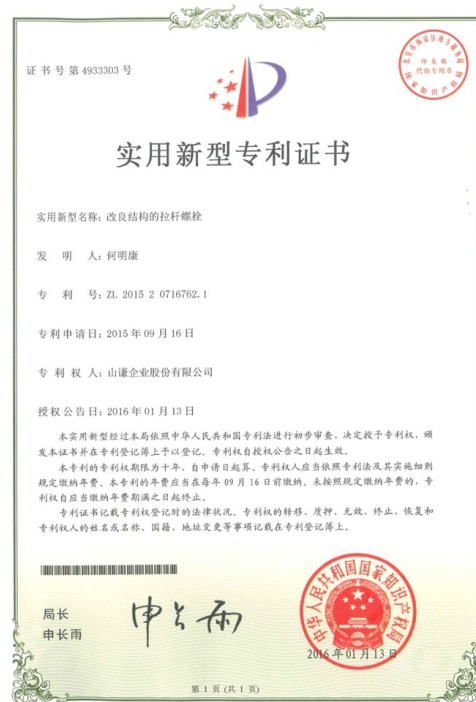 证书号第4933303号
实用新型专利证书
实用新型名称：改良结构的拉杆螺栓
发 明 人：何明康
专 利 号：ZL 2015 2 0716762.1
专利申请日：2015年09月16日
专 利 权 人：山谦企业股份有限公司
授权公告日：2016年01月13日
本实用新型经过本局依照中华人民共和国专利法进行初步审查，决定授予专利权，颁
发本证书并在专利登记簿上予以登记。专利权自授权公告之日起生效。
本专利的专利权期限为十年，自申请日起算。专利权人应当依照专利法及其实施细则
规定缴纳年费。本专利的年费应当在每年09月16日前缴纳。未按照规定缴纳年费的，专
利权自应当缴纳年费期满之日起终止。
专利证书记载专利权登记时的法律状况。专利权的转移、质押、无效、终止、恢复和
专利权人的姓名或名称、国籍、地址变更等事项记载在专利登记簿上。
局长
申长雨
申长雨
中华人民共和国国家知识产权局
2016年01月13日
第 1 页 (共 1 页)